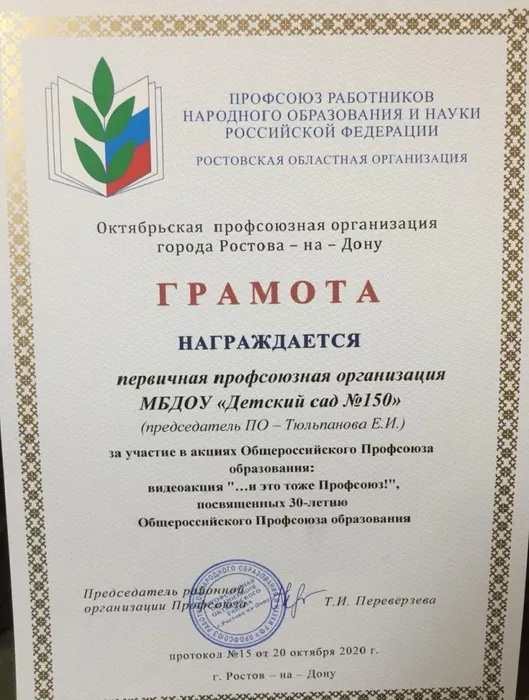 ПРОФСОЮЗ РАБОТНИКОВ
НАРОДНОГО ОБРАЗОВАНИЯ И НАУКИ
РОССИЙСКОЙ ФЕДЕРАЦИИ
РОСТОВСКАЯ ОБЛАСТНАЯ ОРГАНИЗАЦИЯ
Октябрьская профсоюзная организация
города Ростова – на – Дону
ГРАМОТА
НАГРАЖДАЕТСЯ
первичная профсоюзная организация
МБДОУ «Детский сад №150»
(председатель ПО – Тюльпанова Е.И.)
за участие в акциях Общероссийского Профсоюза
образования:
видеоакция "...и это тоже Профсоюз!",
посвященных 30-летию
Общероссийского Профсоюза образования
Председатель районной
организации Профсоюза
Т.И. Переверзева
протокол №15 от 20 октября 2020 г.
г. Ростов – на – Дону